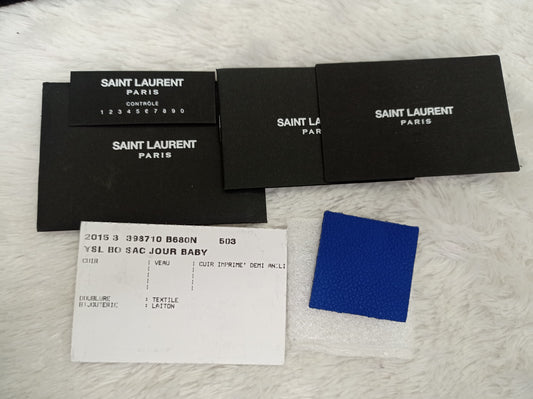 SAINT LAURENT
PARIS
CONTRÔLE
1 2 3 4 5 6 7 8 9 0
SAINT LAURENT
PARIS
SAINT LAURENT
PARIS
SAINT LAURENT
PARIS
2015 3 398710 B680N 503
YSL BO SAC JOUR BABY
CUIR : VEAU : CUIR IMPRIME'
DOUBLURE : TEXTILE
BIJOUTERIE : LAITON